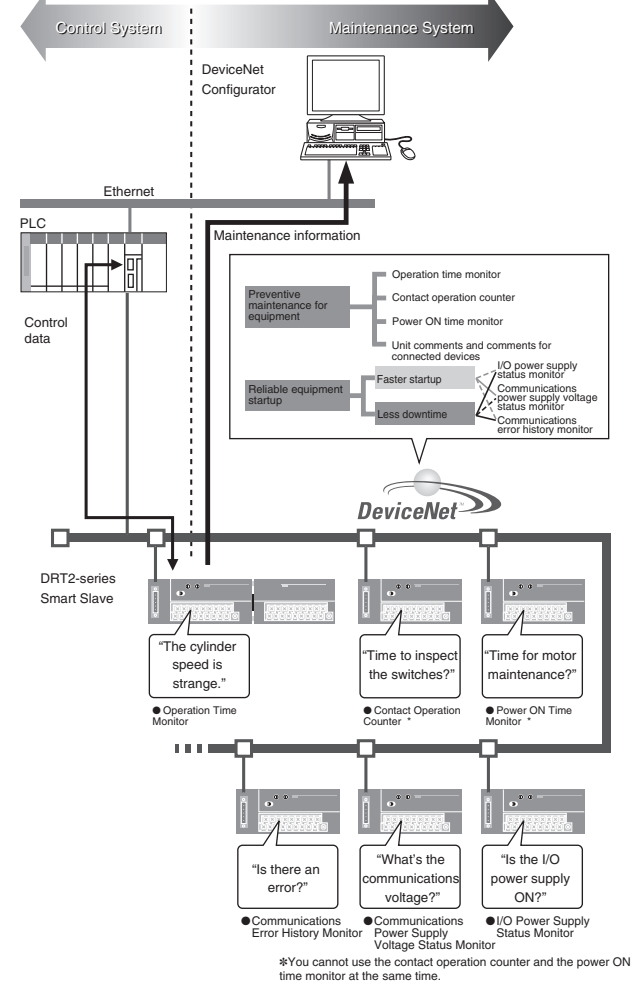 Control System
Maintenance System
DeviceNet
Configurator
Ethernet
PLC
Maintenance information
Control
data
Preventive
maintenance for
equipment
Operation time monitor
Contact operation counter
Power ON time monitor
Unit comments and comments for
connected devices
Reliable equipment
startup
Faster startup
Less downtime
I/O power supply
status monitor
Communications
power supply voltage
status monitor
Communications
error history monitor
DeviceNet™
DRT2-series
Smart Slave
“The cylinder
speed is
strange.”
“Time to inspect
the switches?”
“Time for motor
maintenance?”
●Operation Time
Monitor
●Contact Operation
Counter *
●Power ON Time
Monitor *
“Is there an
error?”
“What's the
communications
voltage?”
“Is the I/O
power supply
ON?”
●Communications
Error History Monitor
●Communications
Power Supply
Voltage Status Monitor
●I/O Power Supply
Status Monitor
✽You cannot use the contact operation counter and the power ON
time monitor at the same time.